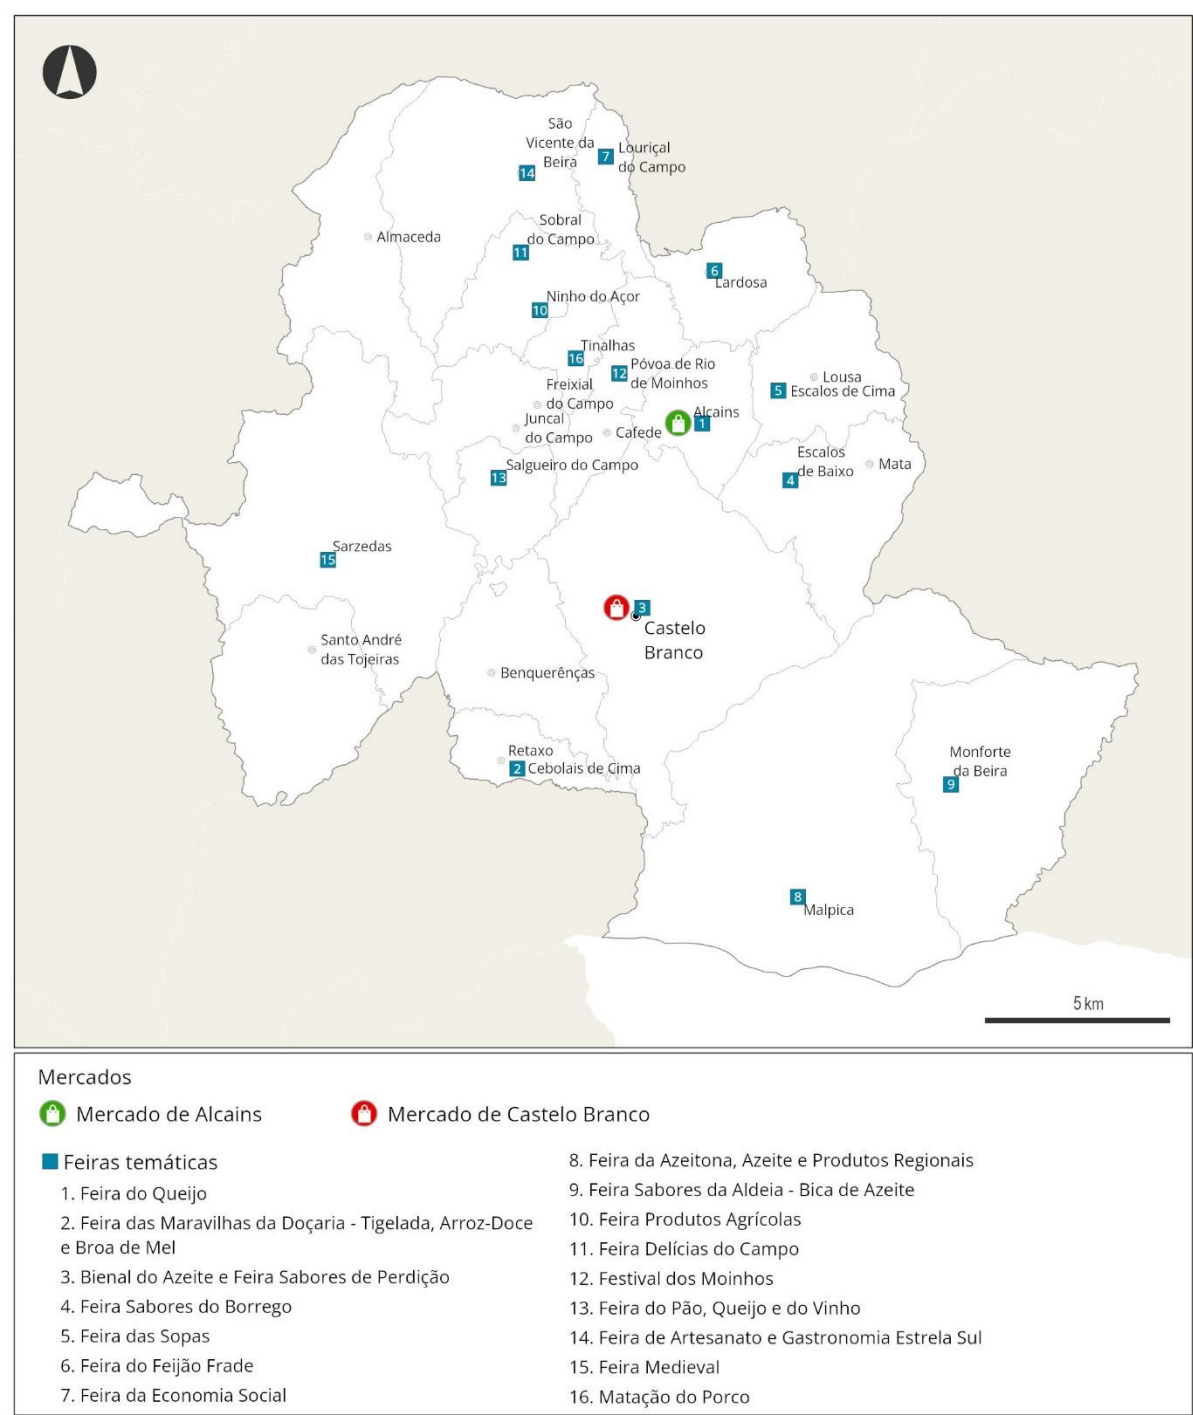 São
Vicente da
Beira
14
7
Louriçal
do Campo
Almaceda
Sobral
do Campo
11
6
Lardosa
Ninho do Açor
10
Tinalhas
16
12
Póvoa de Rio
de Moinhos
Lousa
5
Escalos de Cima
Freixial
do Campo
Juncal
do Campo
Cafede
Alcains
1
Escalos
de Baixo
4
Mata
Salgueiro do Campo
13
Sarzedas
15
3
Castelo
Branco
Santo André
das Tojeiras
Benquerênças
Retaxo
2
Cebolais de Cima
Monforte
da Beira
9
8
Malpica
5 km
Mercados
Mercado de Alcains
Mercado de Castelo Branco
Feiras temáticas
1. Feira do Queijo
2. Feira das Maravilhas da Doçaria - Tigelada, Arroz-Doce
e Broa de Mel
3. Bienal do Azeite e Feira Sabores de Perdição
4. Feira Sabores do Borrego
5. Feira das Sopas
6. Feira do Feijão Frade
7. Feira da Economia Social
8. Feira da Azeitona, Azeite e Produtos Regionais
9. Feira Sabores da Aldeia - Bica de Azeite
10. Feira Produtos Agrícolas
11. Feira Delícias do Campo
12. Festival dos Moinhos
13. Feira do Pão, Queijo e do Vinho
14. Feira de Artesanato e Gastronomia Estrela Sul
15. Feira Medieval
16. Matação do Porco